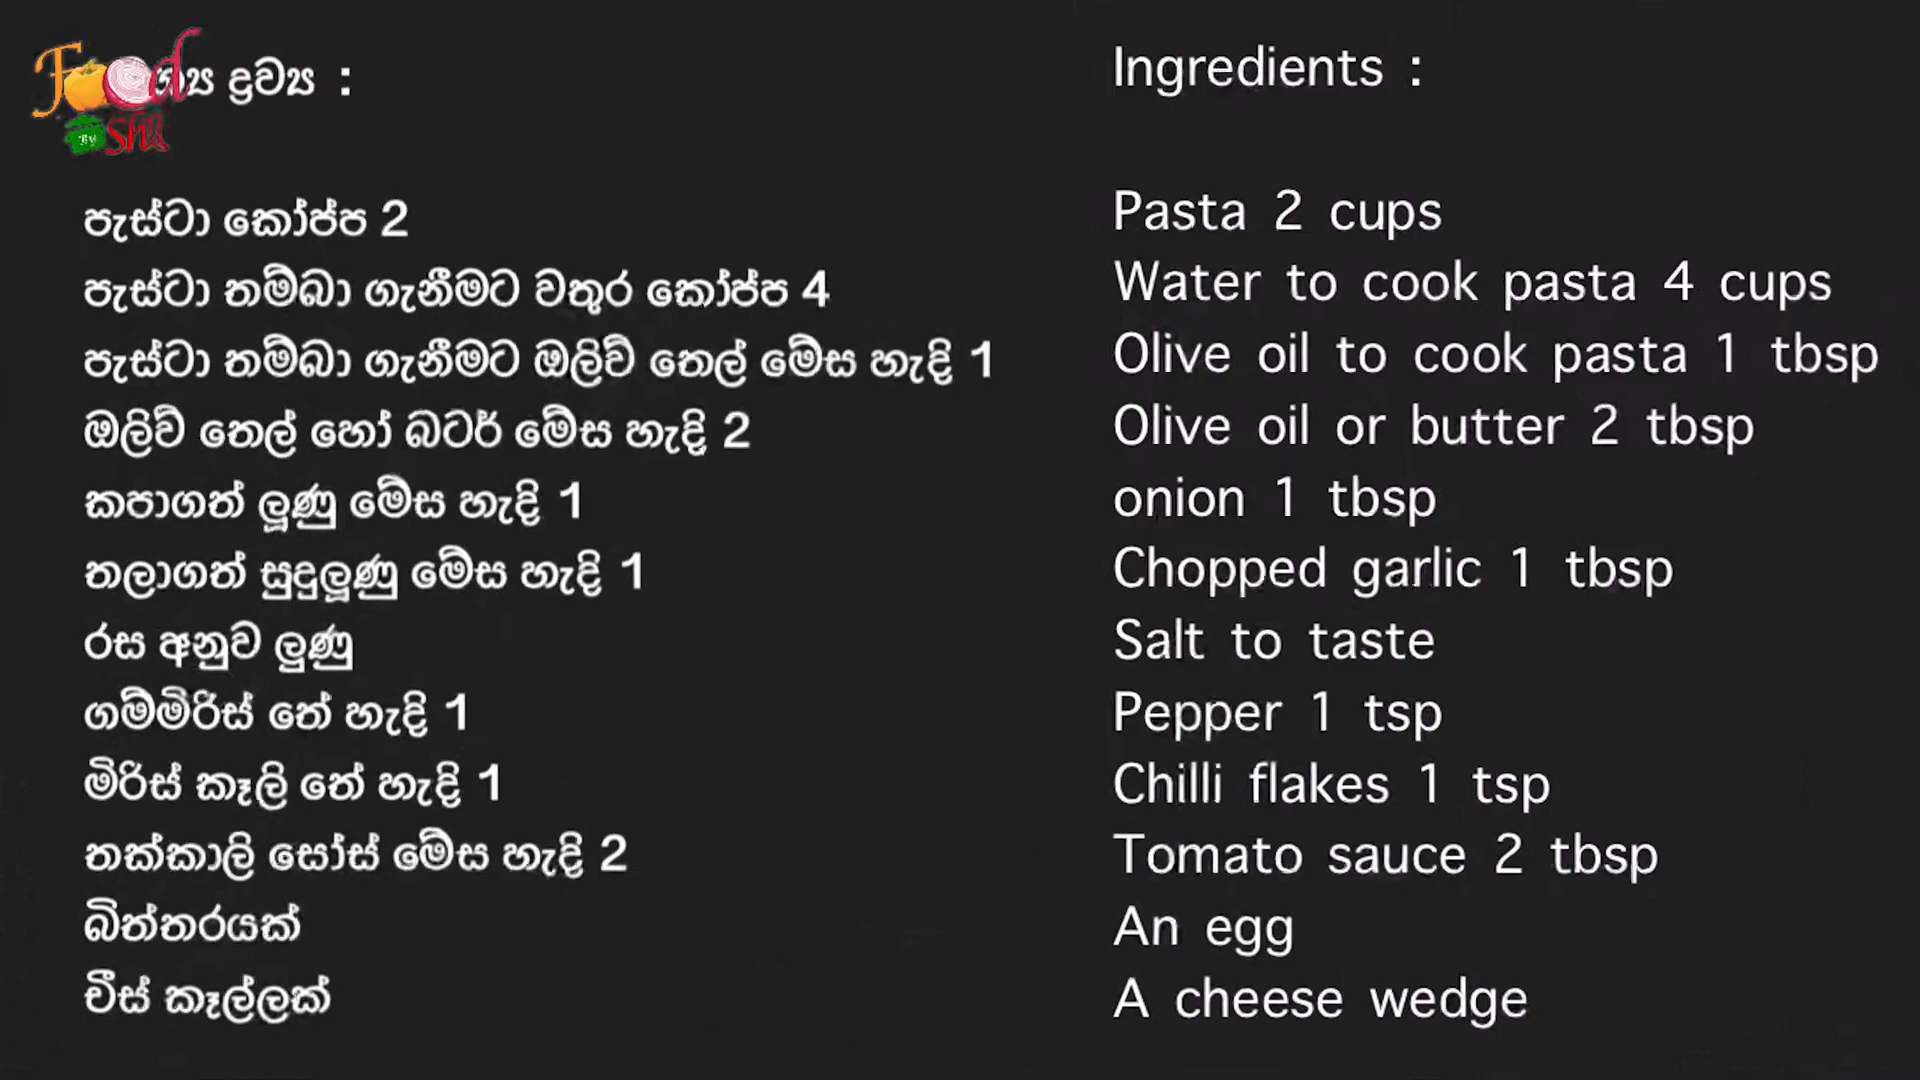 Food
By
Shil
ද්‍රව්‍ය :
පැස්ටා කෝප්ප 2
පැස්ටා තම්බා ගැනීමට වතුර කෝප්ප 4
පැස්ටා තම්බා ගැනීමට ඔලිව් තෙල් මේස හැඳි 1
ඔලිව් තෙල් හෝ බටර් මේස හැඳි 2
කපාගත් ලූණු මේස හැඳි 1
තලාගත් සුදුලූණු මේස හැඳි 1
රස අනුව ලුණු
ගම්මිරිස් තේ හැඳි 1
මිරිස් කෑලි තේ හැඳි 1
තක්කාලි සෝස් මේස හැඳි 2
බිත්තරයක්
චීස් කෑල්ලක්
Ingredients :
Pasta 2 cups
Water to cook pasta 4 cups
Olive oil to cook pasta 1 tbsp
Olive oil or butter 2 tbsp
onion 1 tbsp
Chopped garlic 1 tbsp
Salt to taste
Pepper 1 tsp
Chilli flakes 1 tsp
Tomato sauce 2 tbsp
An egg
A cheese wedge